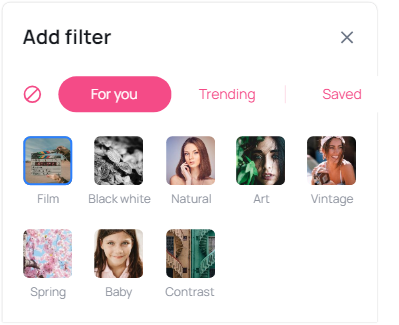 Add filter
For you Trending Saved
Film Black white Natural Art Vintage
Spring Baby Contrast